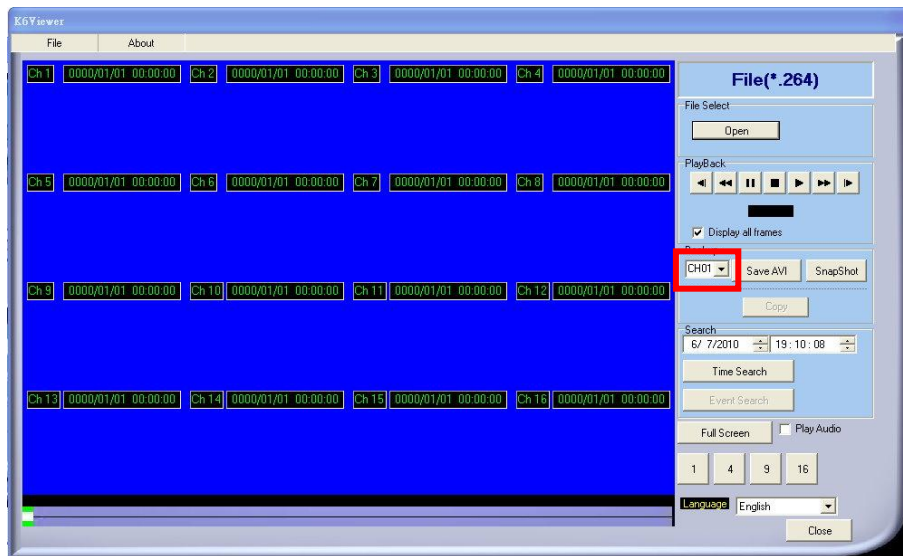 K6Viewer
File About
Ch 1 0000/01/01 00:00:00 Ch 2 0000/01/01 00:00:00 Ch 3 0000/01/01 00:00:00 Ch 4 0000/01/01 00:00:00
File(*.264)
File Select
Open
PlayBack
Ch 5 0000/01/01 00:00:00 Ch 6 0000/01/01 00:00:00 Ch 7 0000/01/01 00:00:00 Ch 8 0000/01/01 00:00:00
Display all frames
CH01 Save AVI SnapShot
Ch 9 0000/01/01 00:00:00 Ch 10 0000/01/01 00:00:00 Ch 11 0000/01/01 00:00:00 Ch 12 0000/01/01 00:00:00
Copy
Search
6/ 7/2010 19:10:08
Time Search
Ch 13 0000/01/01 00:00:00 Ch 14 0000/01/01 00:00:00 Ch 15 0000/01/01 00:00:00 Ch 16 0000/01/01 00:00:00
Event Search
Full Screen Play Audio
1 4 9 16
Language English
Close